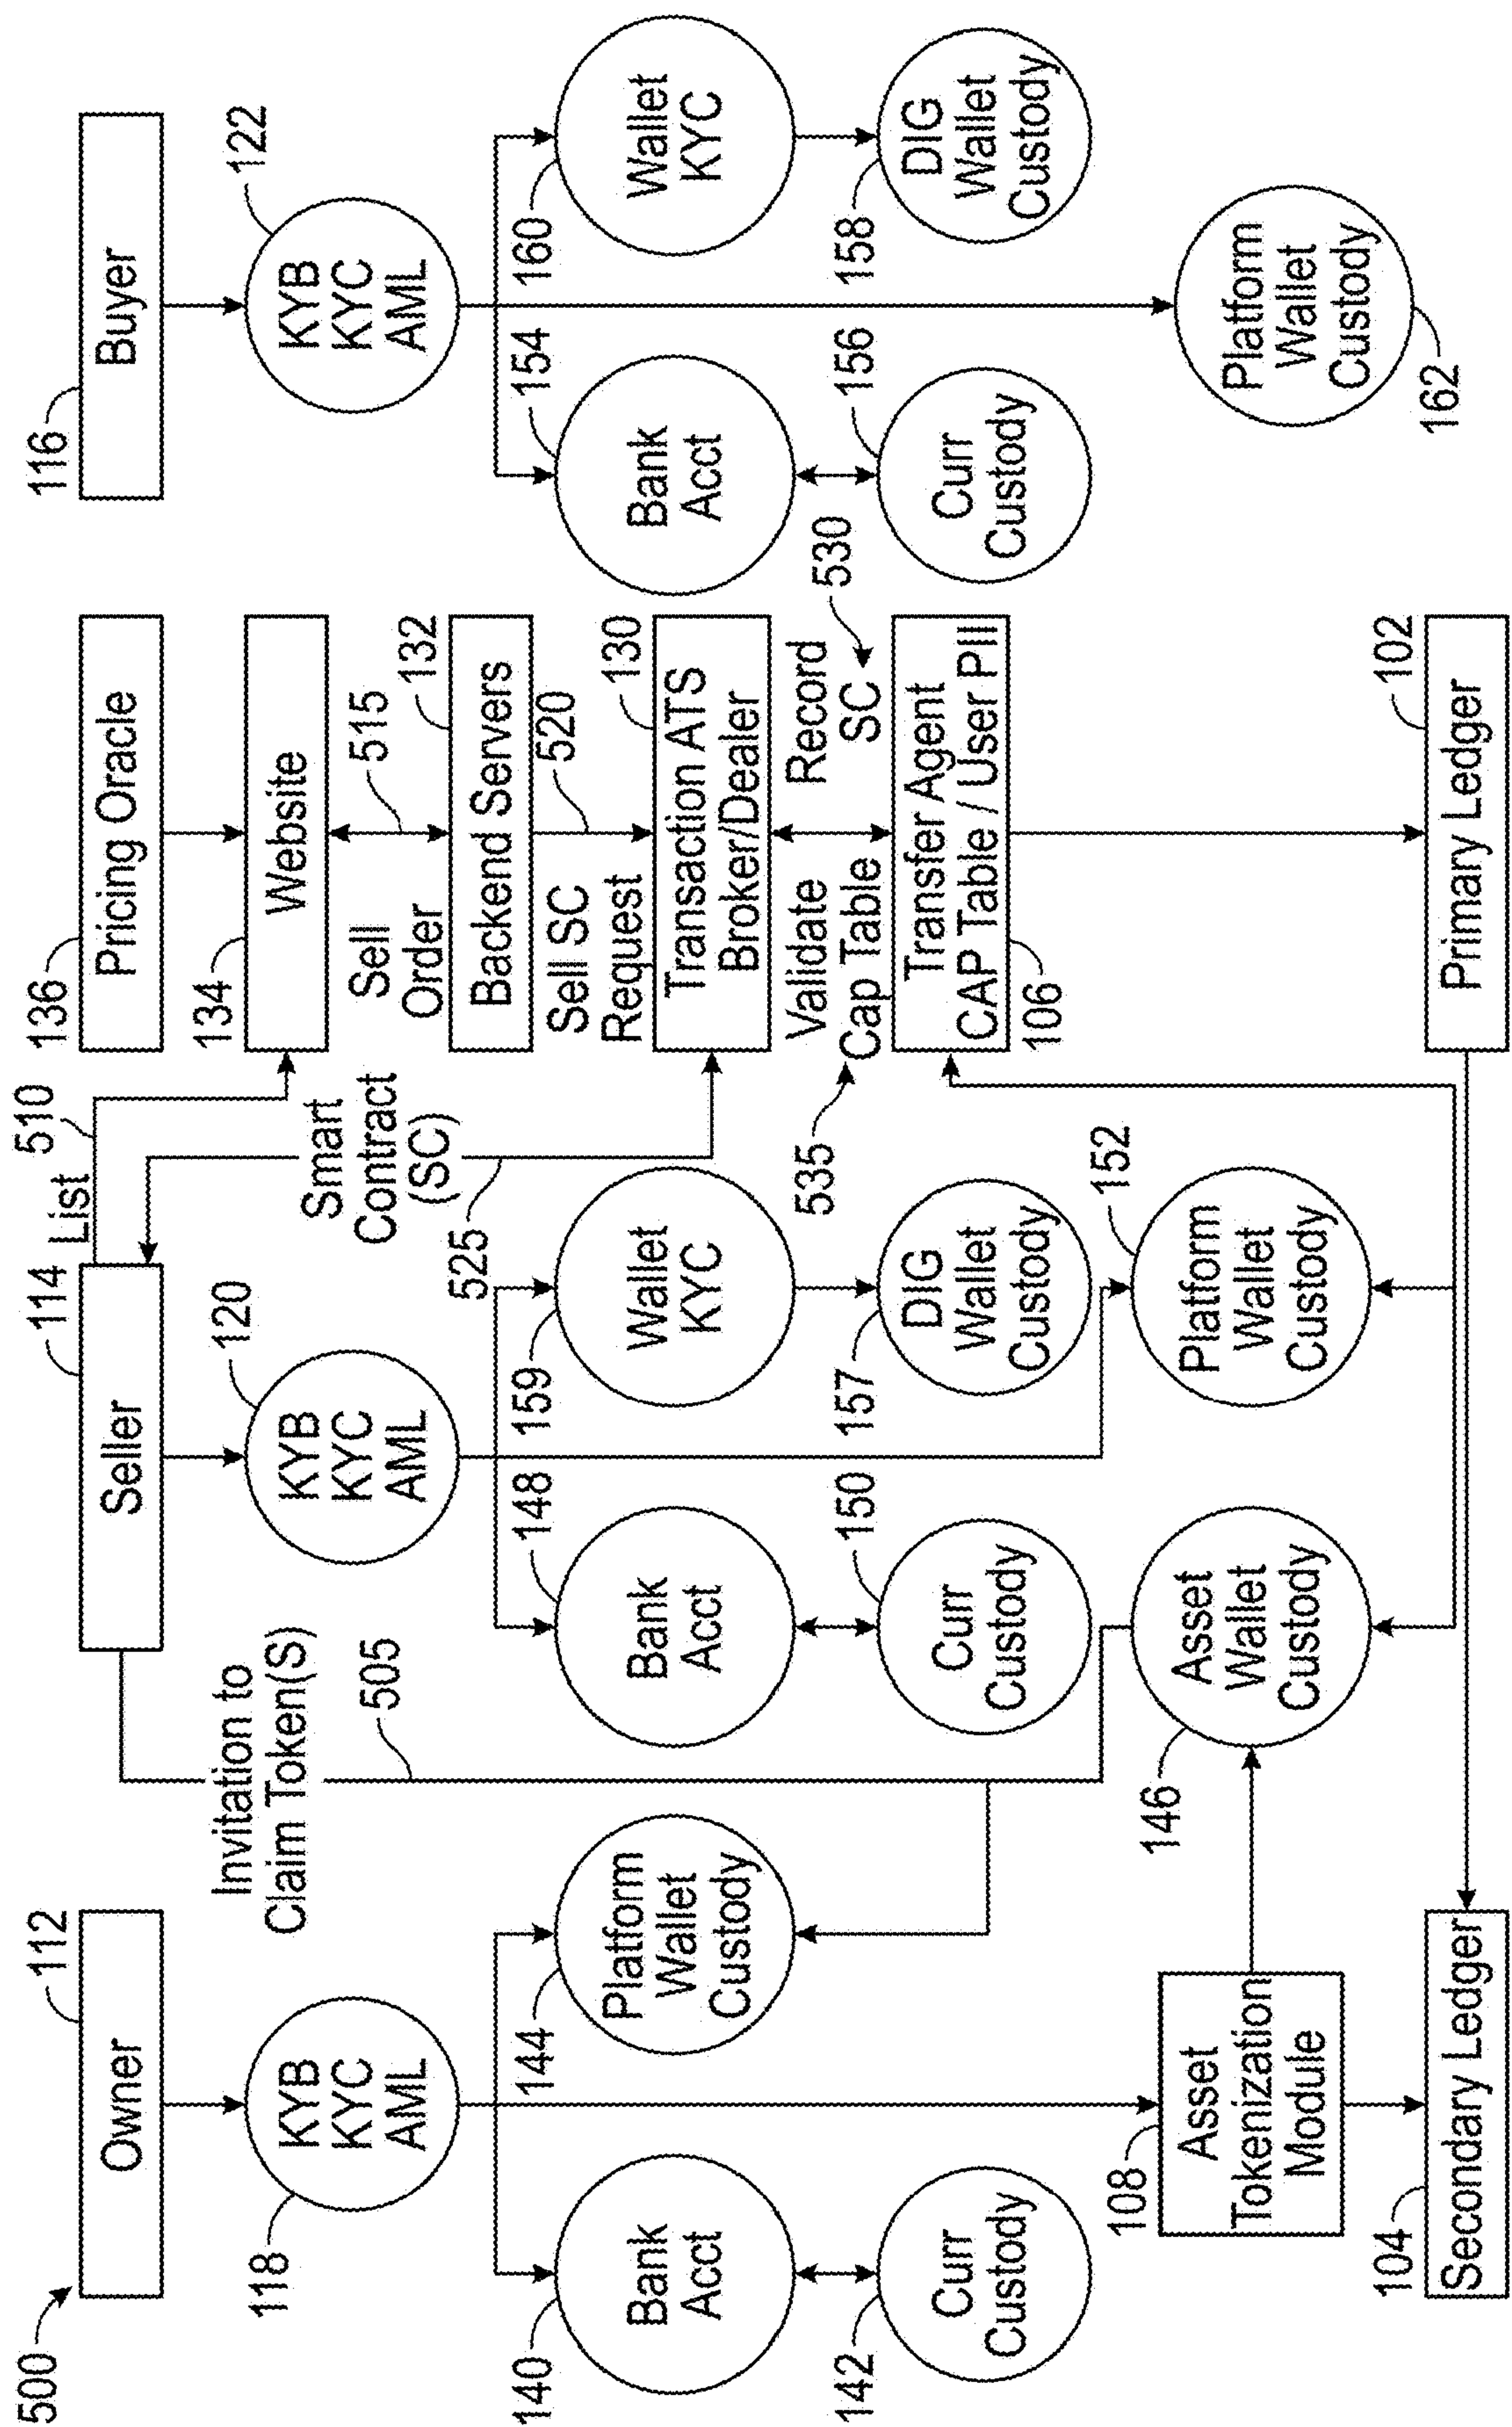 500
Owner
112
KYB
KYC
AML
118
Bank
Acct
140
Curr
Custody
142
Platform
Wallet
Custody
144
Asset
Tokenization
Module
108
Secondary Ledger
104
Invitation to
Claim Token(S)
505
Seller
114
List
510
KYB
KYC
AML
120
Smart
Contract
(SC)
525
Bank
Acct
148
Curr
Custody
150
Wallet
KYC
159
DIG
Wallet
Custody
157
Asset
Wallet
Custody
146
Platform
Wallet
Custody
152
Pricing Oracle
136
Website
134
Sell
Order
515
Backend Servers
132
Sell SC
Request
520
Transaction ATS
Broker/Dealer
130
Validate
Cap Table
535
Record
SC
530
Transfer Agent
CAP Table / User PII
106
Primary Ledger
102
Buyer
116
KYB
KYC
AML
122
Bank
Acct
154
Curr
Custody
156
Wallet
KYC
160
DIG
Wallet
Custody
158
Platform
Wallet
Custody
162